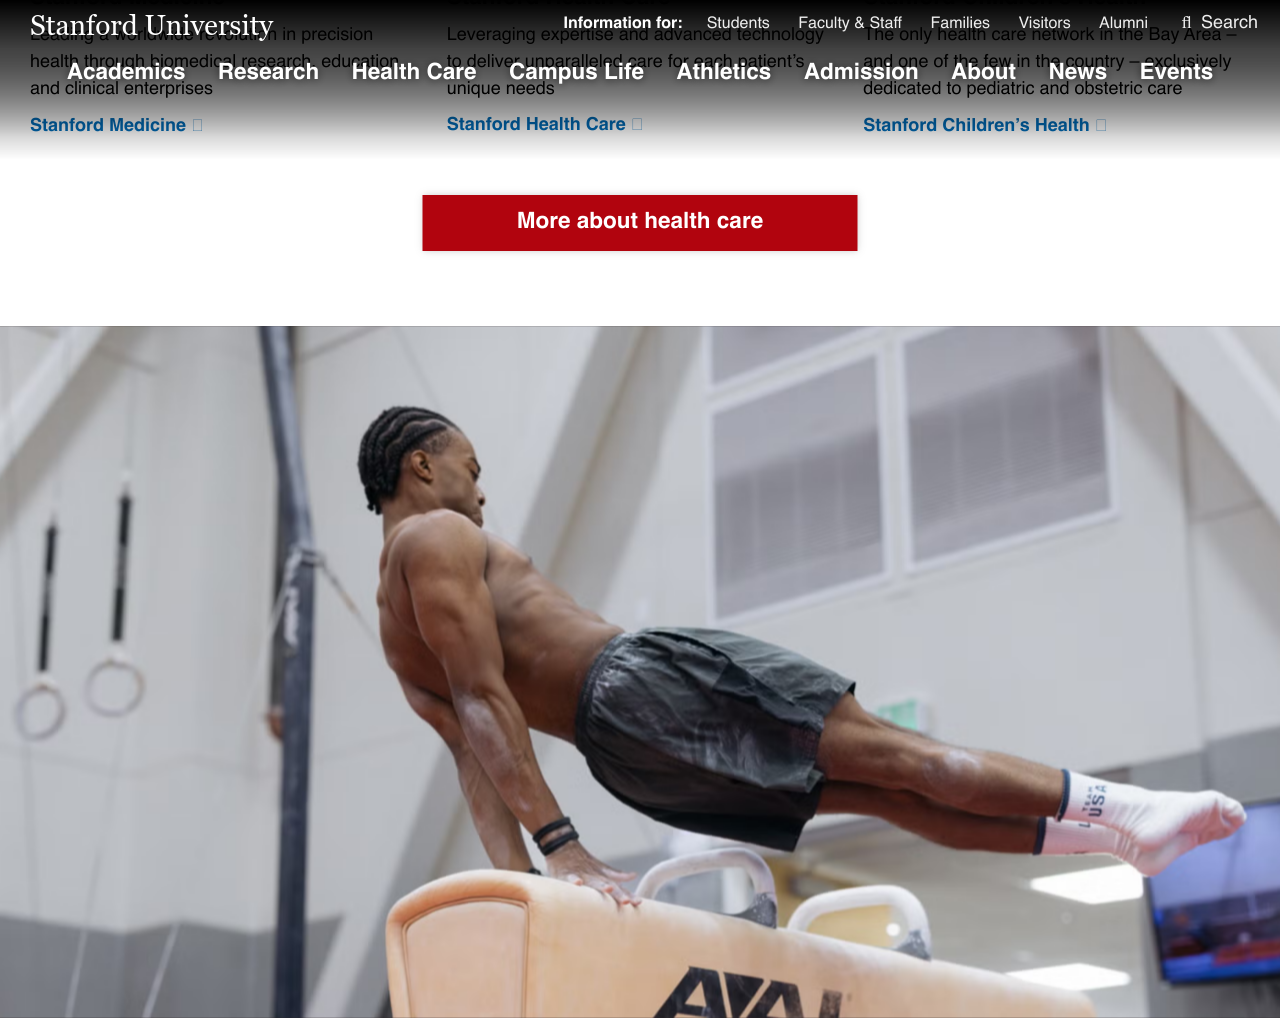 Stanford University
Information for: Students Faculty & Staff Families Visitors Alumni Search
Academics Research Health Care Campus Life Athletics Admission About News Events
Leading a worldwide revolution in precision
health through biomedical research, education
and clinical enterprises
Stanford Medicine
Leveraging expertise and advanced technology
to deliver unparalleled care for each patient’s
unique needs
Stanford Health Care
The only health care network in the Bay Area –
and one of the few in the country – exclusively
dedicated to pediatric and obstetric care
Stanford Children’s Health
More about health care
TEAM
USA